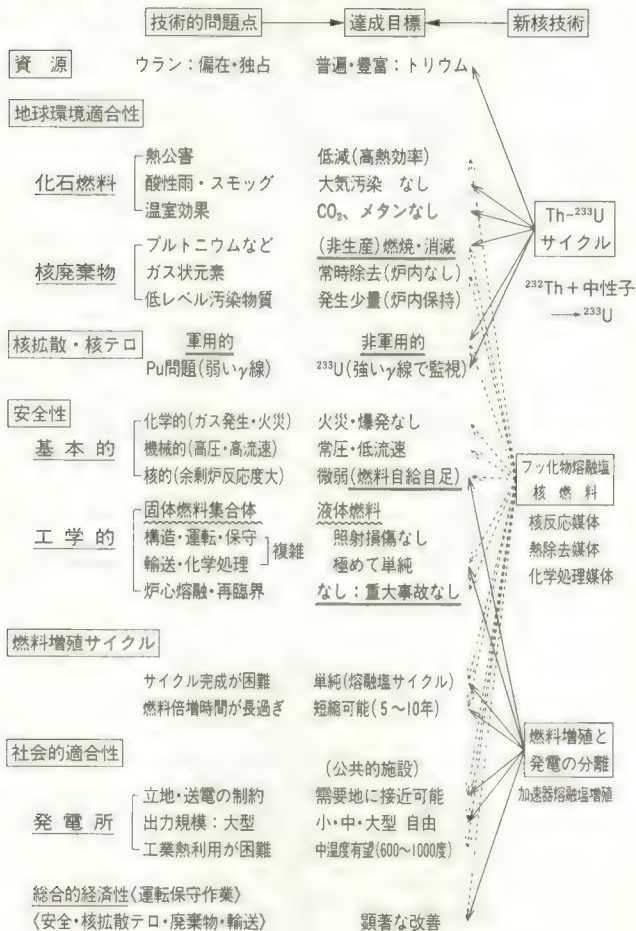 技術的問題点 達成目標 新核技術
資源 ウラン：偏在・独占 普遍・豊富：トリウム
地球環境適合性
化石燃料
熱公害 低減(高熱効率)
酸性雨・スモッグ 大気汚染 なし
温室効果 CO₂、メタンなし
核廃棄物
プルトニウムなど (非生産)燃焼・消滅
ガス状元素 常時除去(炉内なし)
低レベル汚染物質 発生少量(炉内保持)
Th-²³³U
サイクル
²³²Th＋中性子
→²³³U
核拡散・核テロ 軍用的 非軍用的
Pu問題(弱いγ線) ²³³U(強いγ線で監視)
安全性
基本的
化学的(ガス発生・火災) 火災・爆発なし
機械的(高圧・高流速) 常圧・低流速
核的(余剰炉反応度大) 微弱(燃料自給自足)
工学的
固体燃料集合体 液体燃料
構造・運転・保守 照射損傷なし
輸送・化学処理 複雑 極めて単純
炉心熔融・再臨界 なし：重大事故なし
フッ化物熔融塩
核燃料
核反応媒体
熱除去媒体
化学処理媒体
燃料増殖サイクル
サイクル完成が困難 単純(熔融塩サイクル)
燃料倍増時間が長過ぎ 短縮可能(5〜10年)
社会的適合性
(公共的施設)
発電所
立地・送電の制約 需要地に接近可能
出力規模：大型 小・中・大型 自由
工業熱利用が困難 中温度有望(600〜1000度)
燃料増殖と
発電の分離
加速器熔融塩増殖
総合的経済性〈運転保守作業〉
〈安全・核拡散テロ・廃棄物・輸送〉 顕著な改善